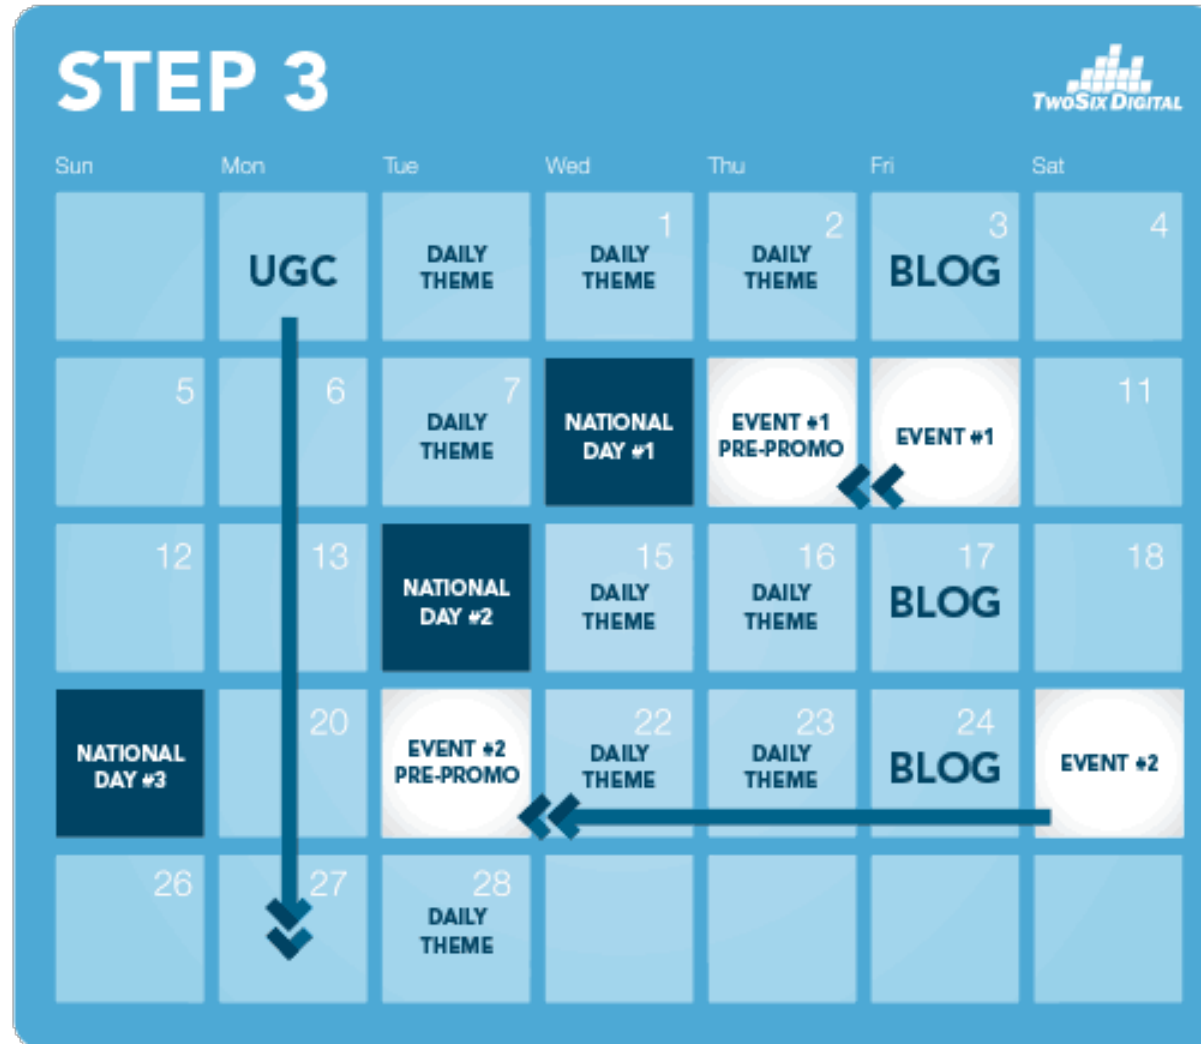 STEP 3
TWOSIX DIGITAL
Sun Mon Tue Wed Thu Fri Sat
1 2 3 4
UGC DAILY DAILY DAILY BLOG
THEME THEME THEME
5 6 7 11
DAILY NATIONAL EVENT #1 EVENT #1
THEME DAY #1 PRE-PROMO
12 13 15 16 17 18
NATIONAL DAILY DAILY BLOG
DAY #2 THEME THEME
20 22 23 24
NATIONAL EVENT #2 DAILY DAILY BLOG EVENT #2
DAY #3 PRE-PROMO THEME THEME
26 27 28
DAILY
THEME